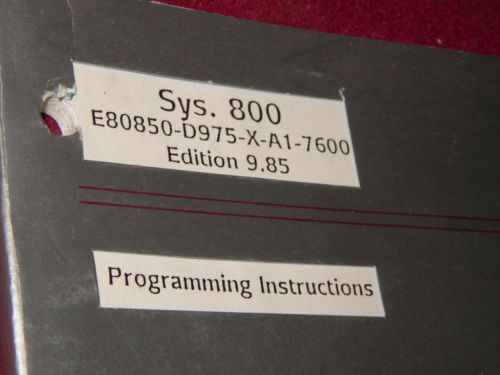 Sys. 800
E80850-D975-X-A1-7600
Edition 9.85
Programming Instructions